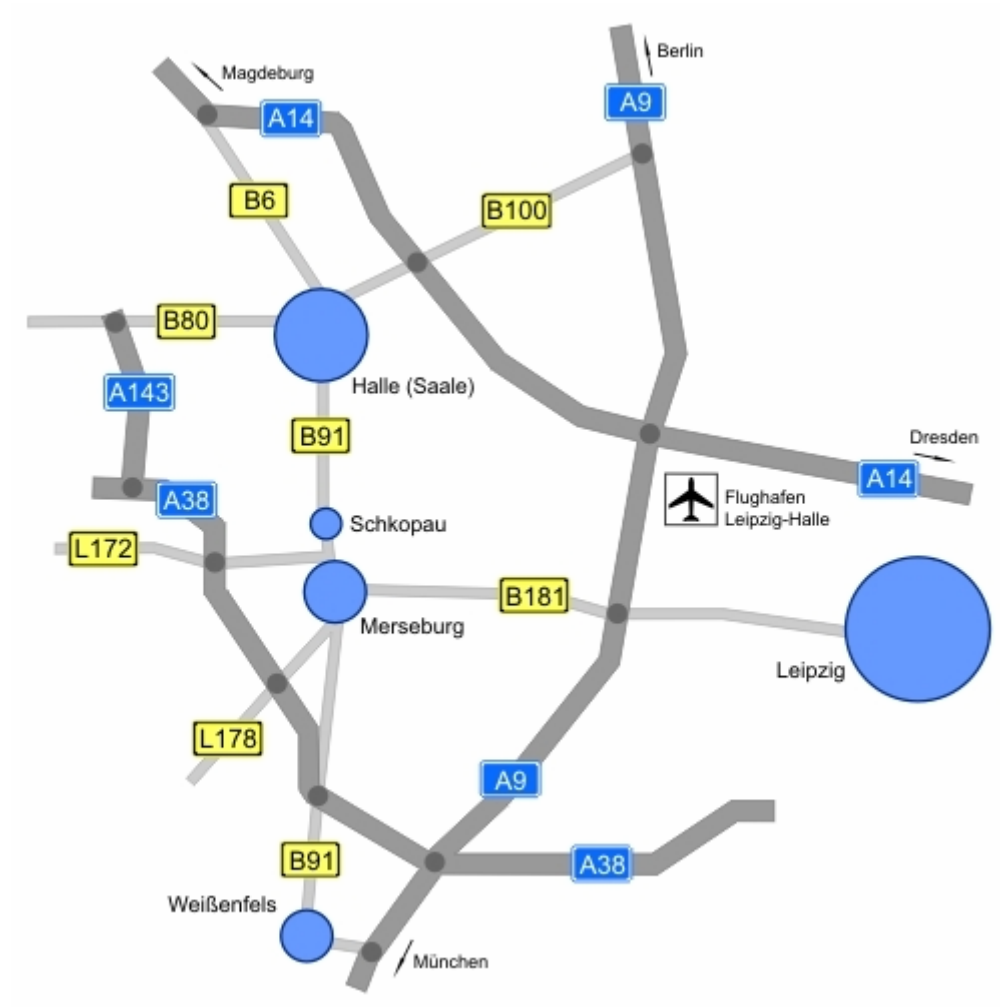 Berlin
Magdeburg
A9
A14
B6
B100
B80
Halle (Saale)
A143
B91
Dresden
A14
A38
Flughafen
Leipzig-Halle
Schkopau
L172
B181
Merseburg
Leipzig
L178
A9
B91
A38
Weißenfels
München